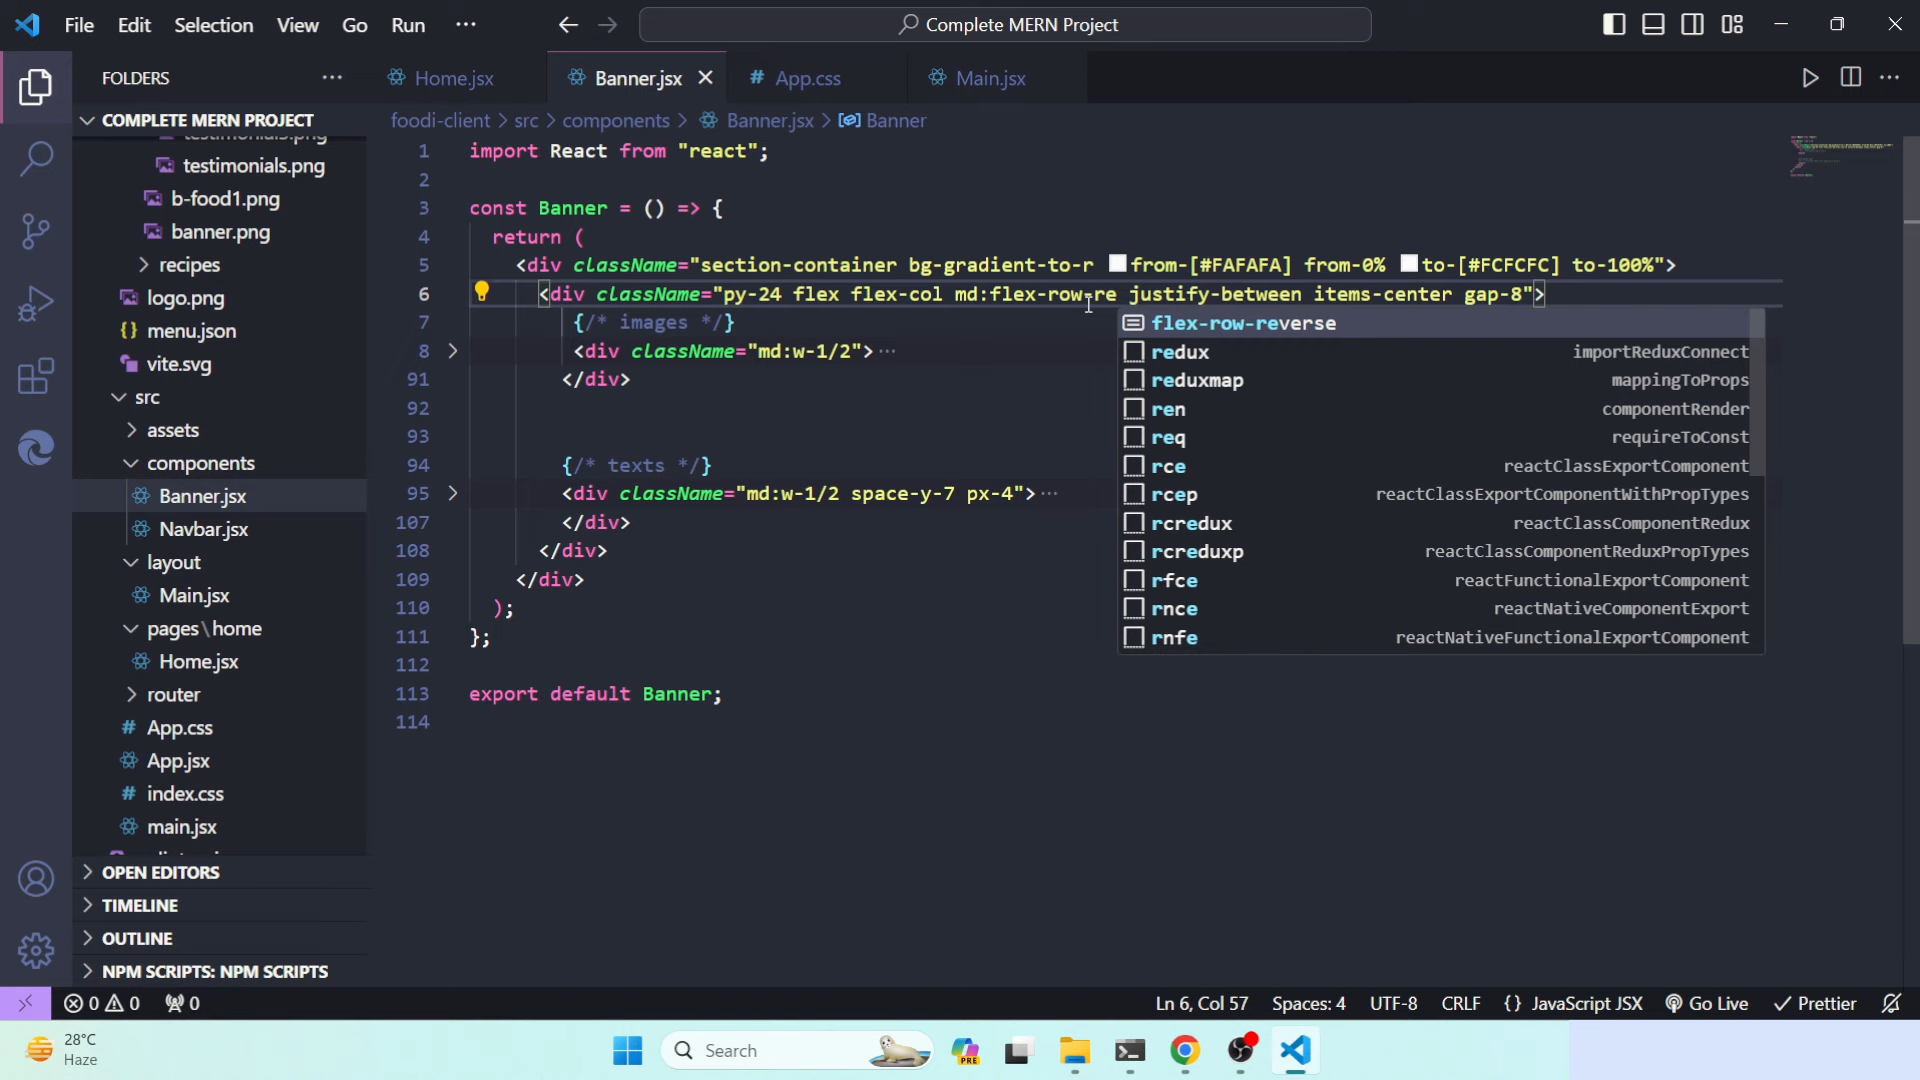 File Edit Selection View Go Run
Complete MERN Project
FOLDERS
Home.jsx
Banner.jsx
App.css
Main.jsx
COMPLETE MERN PROJECT
testimonials.png
b-food1.png
banner.png
recipes
logo.png
menu.json
vite.svg
src
assets
components
Banner.jsx
Navbar.jsx
layout
Main.jsx
pages\home
Home.jsx
router
App.css
App.jsx
index.css
main.jsx
OPEN EDITORS
TIMELINE
OUTLINE
NPM SCRIPTS: NPM SCRIPTS
foodi-client > src > components > Banner.jsx > Banner
1 import React from "react";
2
3 const Banner = () => {
4 return (
5 <div className="section-container bg-gradient-to-r from-[#FAFAFA] from-0% to-[#FCFCFC] to-100%">
6 <div className="py-24 flex flex-col md:flex-row-re justify-between items-center gap-8">
7 {/* images */}
8 <div className="md:w-1/2">
91 </div>
92
93
94 {/* texts */}
95 <div className="md:w-1/2 space-y-7 px-4">
107 </div>
108 </div>
109 </div>
110 );
111 };
112
113 export default Banner;
114
flex-row-reverse
redux importReduxConnect
reduxmap mappingToProps
ren componentRender
req requireToConst
rce reactClassExportComponent
rcep reactClassExportComponentWithPropTypes
rcredux reactClassComponentRedux
rcreduxp reactClassComponentReduxPropTypes
rfce reactFunctionalExportComponent
rnce reactNativeComponentExport
rnfe reactNativeFunctionalExportComponent
0 0 0
Ln 6, Col 57 Spaces: 4 UTF-8 CRLF {} JavaScript JSX Go Live Prettier
28°C
Haze
Search
PRE